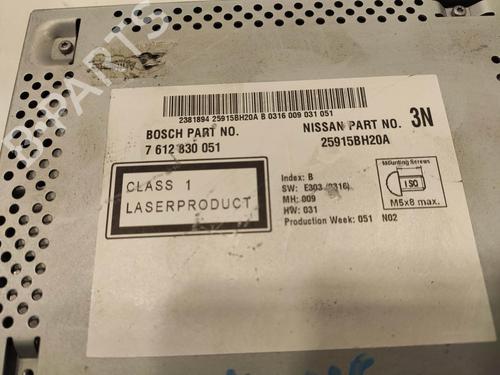 B-PARTS
2381894 25915BH20A B 0316 009 031 051
BOSCH PART NO.
7 612 830 051
NISSAN PART NO.
25915BH20A
3N
CLASS 1
LASERPRODUCT
Index: B
SW: E303 (0316)
MH: 009
HW: 031
Production Week: 051 N02
Mounting Screws
ISO
M5x8 max.